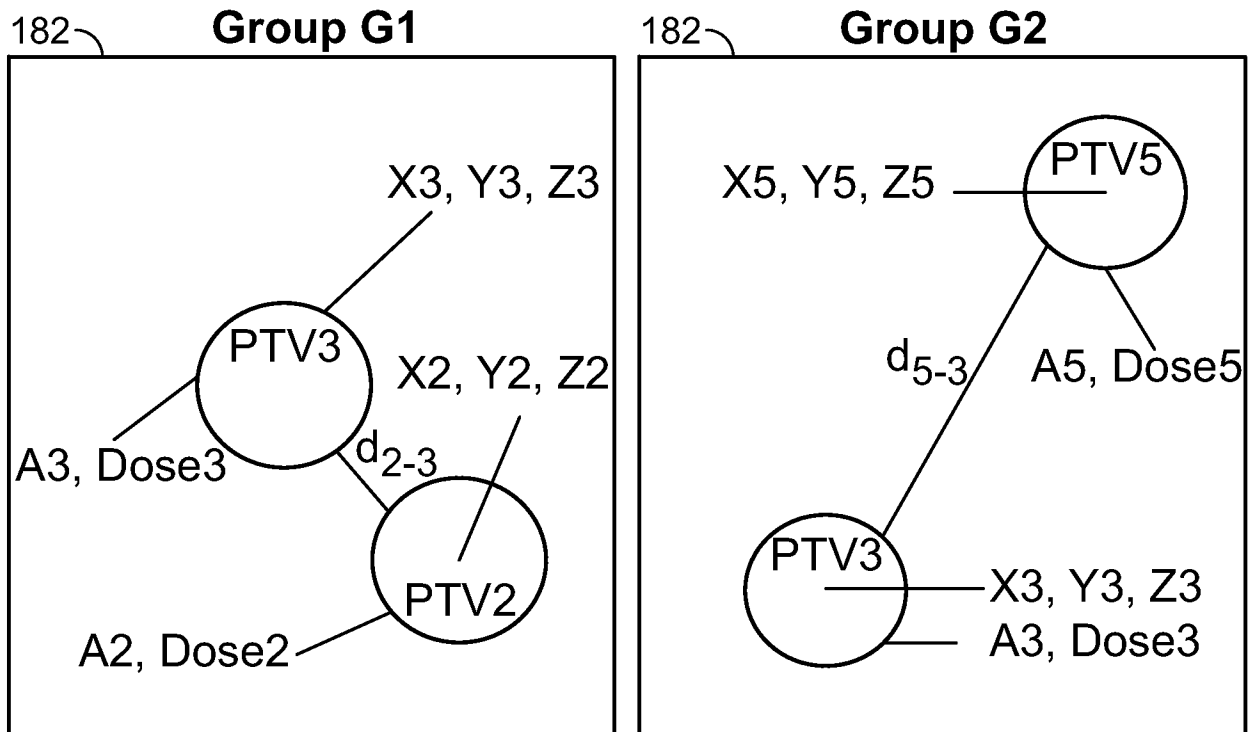 182
Group G1
X3, Y3, Z3
PTV3
X2, Y2, Z2
A3, Dose3
d2-3
PTV2
A2, Dose2
182
Group G2
PTV5
X5, Y5, Z5
d5-3
A5, Dose5
PTV3
X3, Y3, Z3
A3, Dose3